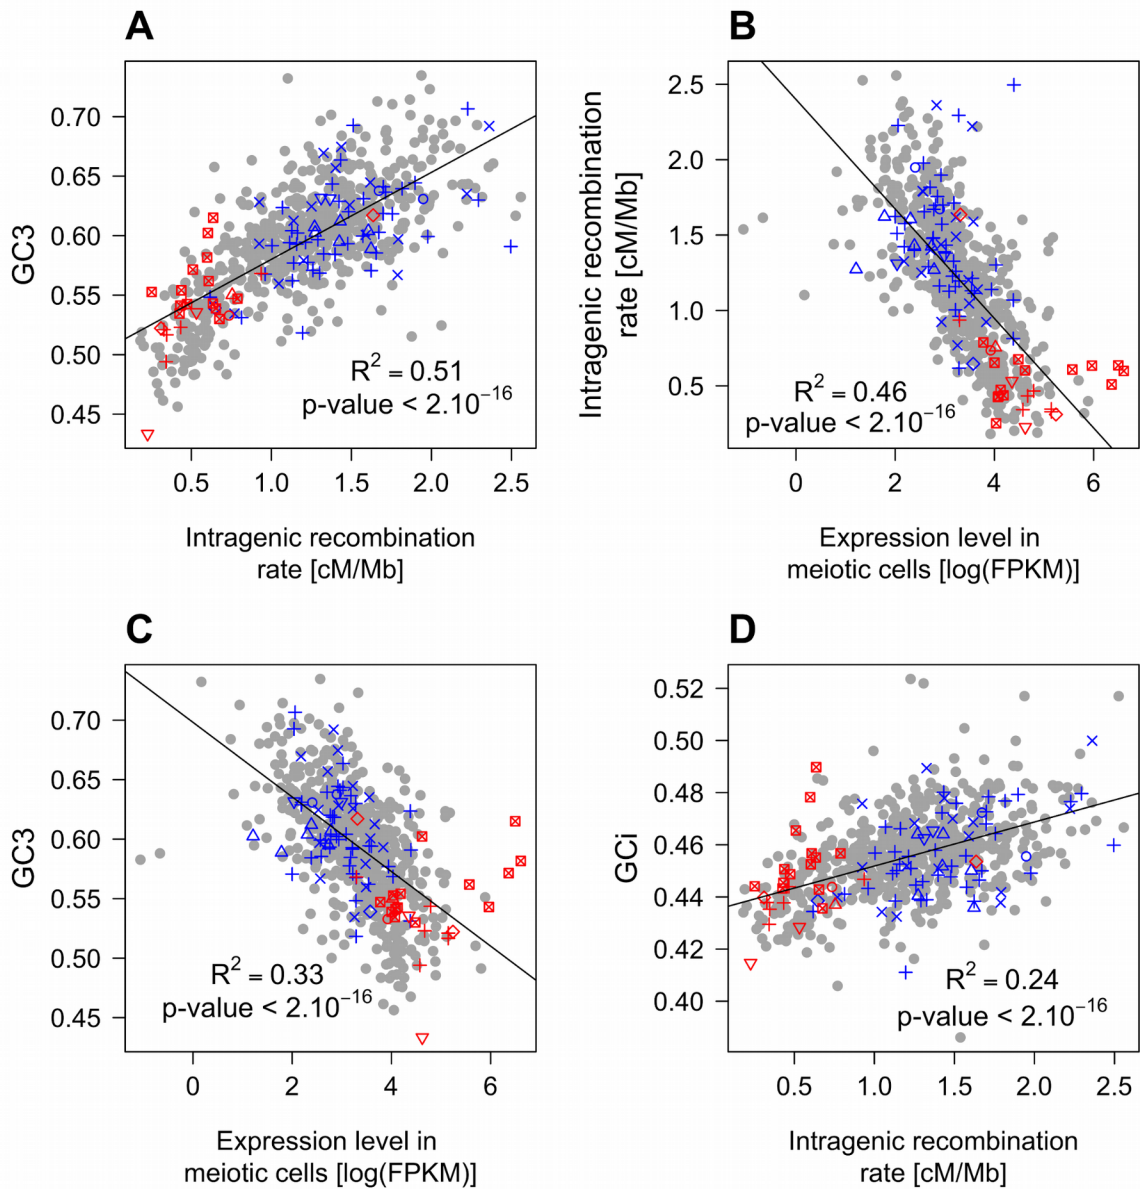 A
GC3
0.70
0.65
0.60
0.55
0.50
0.45
R² = 0.51
p-value < 2.10⁻¹⁶
0.5 1.0 1.5 2.0 2.5
Intragenic recombination
rate [cM/Mb]
B
Intragenic recombination
rate [cM/Mb]
2.5
2.0
1.5
1.0
0.5
R² = 0.46
p-value < 2.10⁻¹⁶
0 2 4 6
Expression level in
meiotic cells [log(FPKM)]
C
GC3
0.70
0.65
0.60
0.55
0.50
0.45
R² = 0.33
p-value < 2.10⁻¹⁶
0 2 4 6
Expression level in
meiotic cells [log(FPKM)]
D
GCi
0.52
0.50
0.48
0.46
0.44
0.42
0.40
R² = 0.24
p-value < 2.10⁻¹⁶
0.5 1.0 1.5 2.0 2.5
Intragenic recombination
rate [cM/Mb]